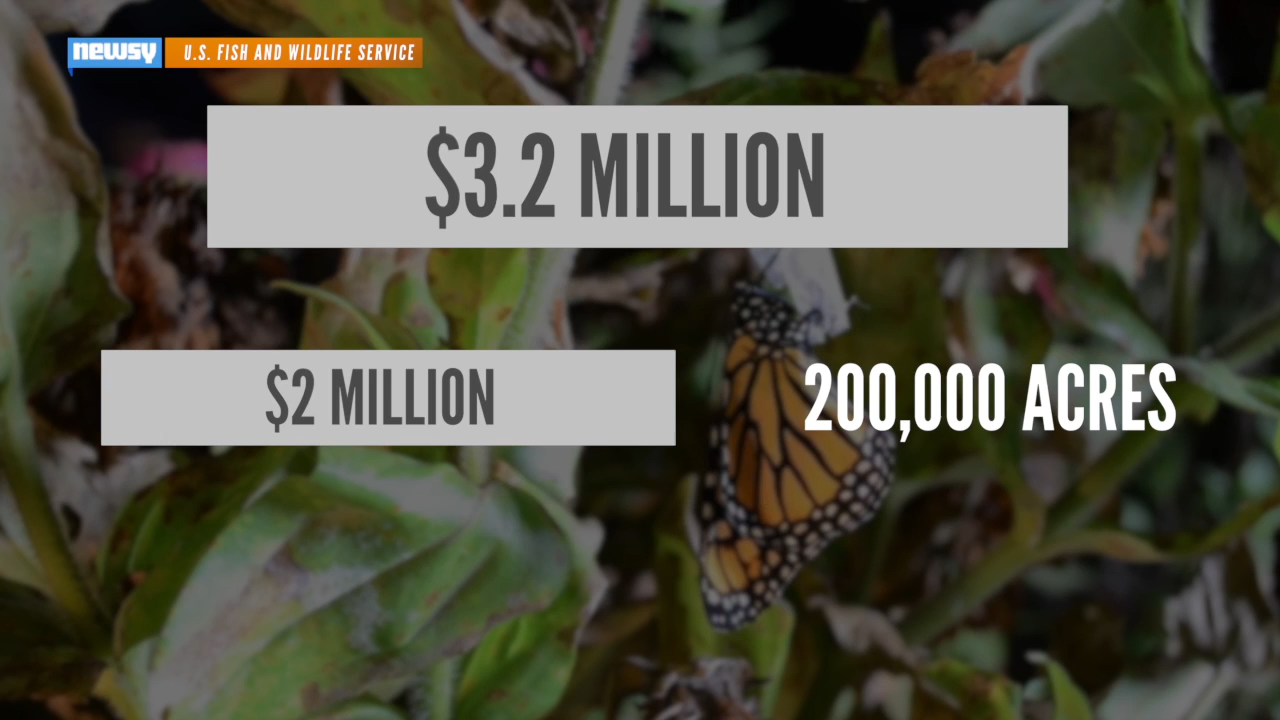 newsy
U.S. FISH AND WILDLIFE SERVICE
$3.2 MILLION
$2 MILLION
200,000 ACRES